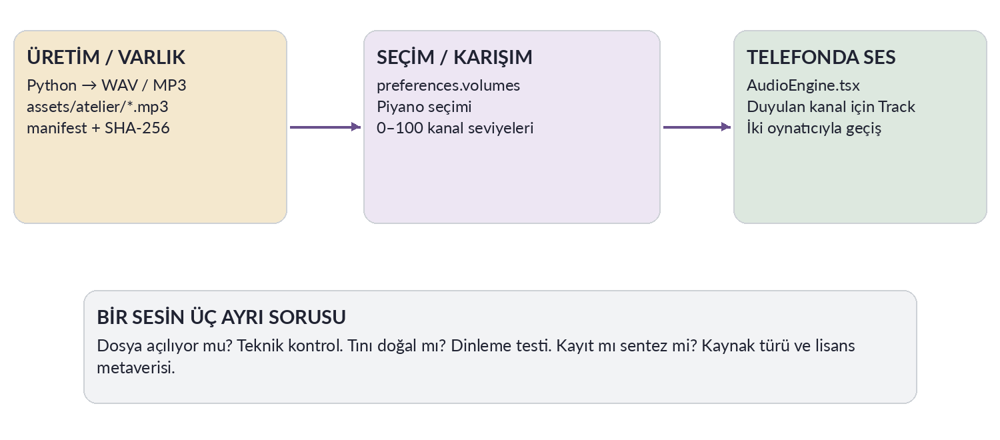 ÜRETİM / VARLIK
Python → WAV / MP3
assets/atelier/*.mp3
manifest + SHA-256
SEÇİM / KARIŞIM
preferences.volumes
Piyano seçimi
0–100 kanal seviyeleri
TELEFONDA SES
AudioEngine.tsx
Duyulan kanal için Track
İki oynatıcıyla geçiş
BİR SESİN ÜÇ AYRI SORUSU
Dosya açılıyor mu? Teknik kontrol. Tını doğal mı? Dinleme testi. Kayıt mı sentez mi? Kaynak türü ve lisans
metaverisi.